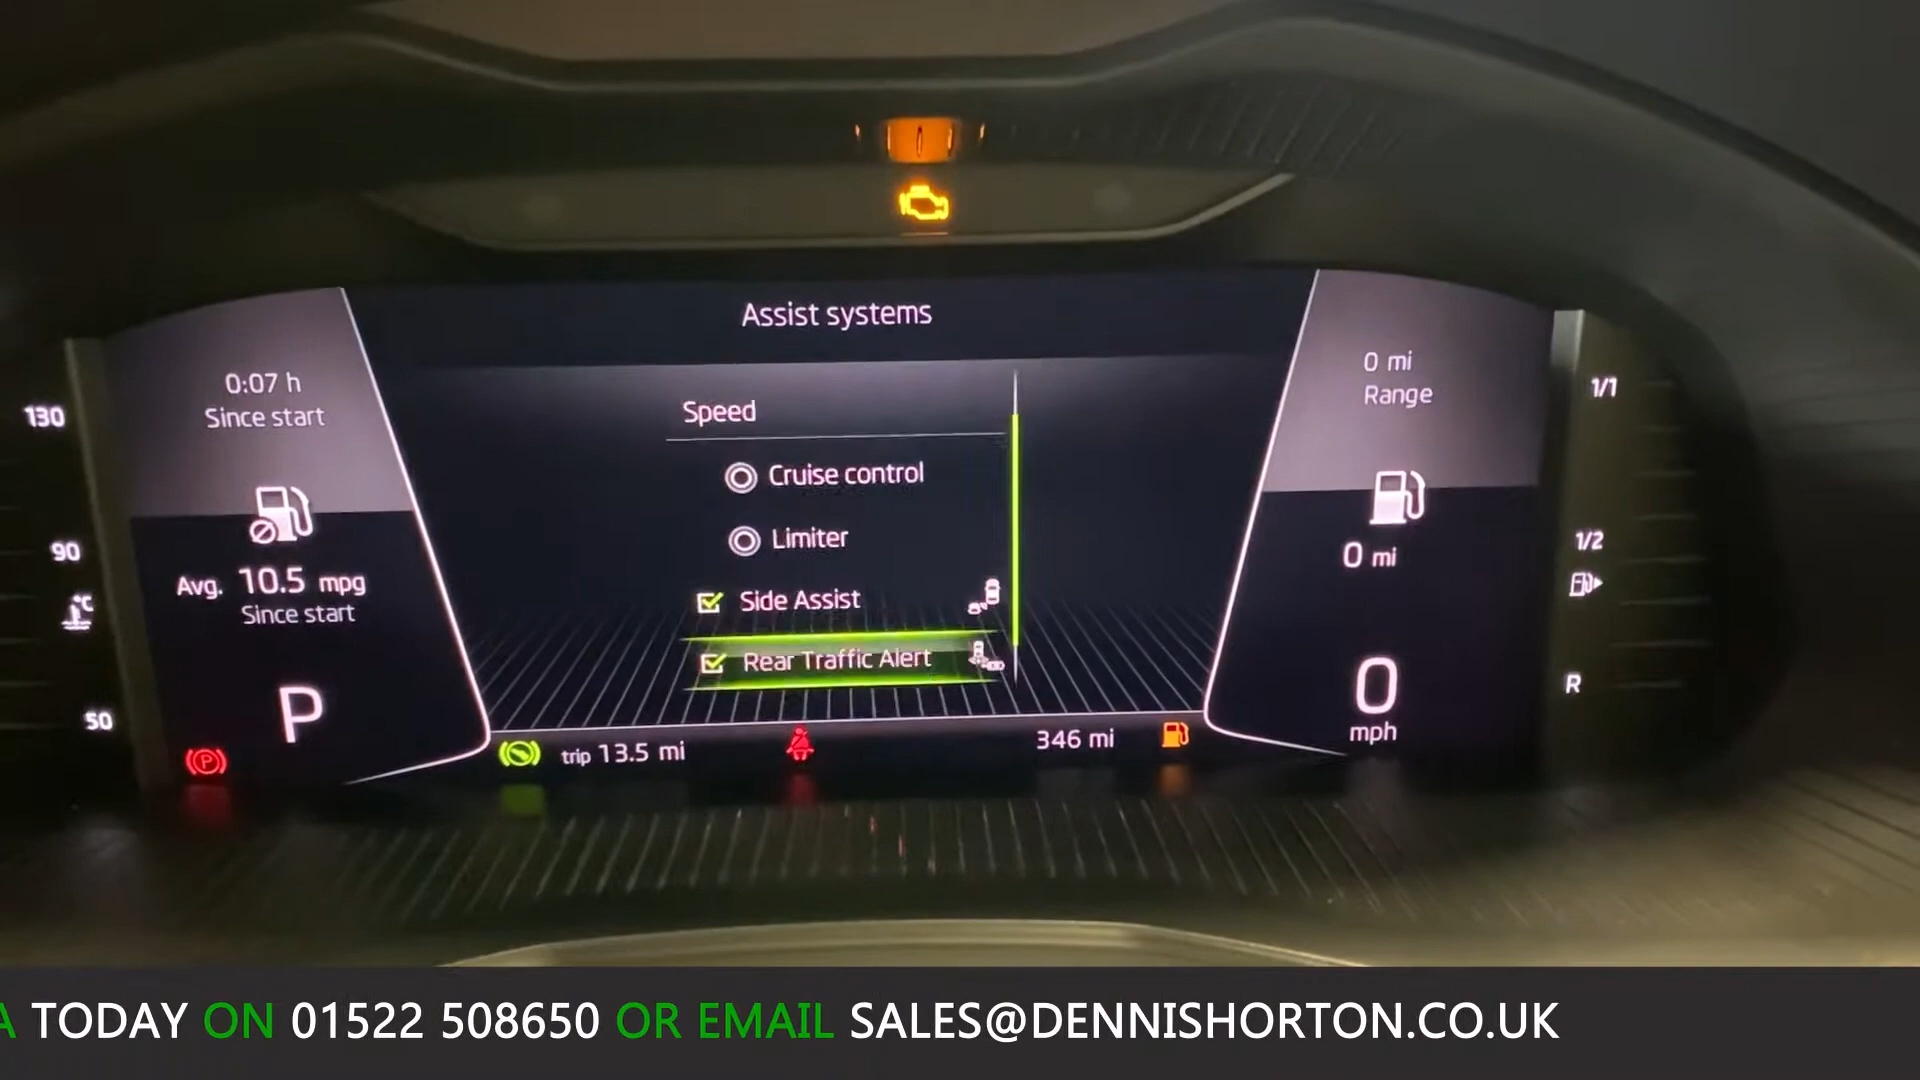 Assist systems
0:07 h
Since start
130
90
50
Avg. 10.5 mpg
Since start
P
P
Speed
Cruise control
Limiter
Side Assist
Rear Traffic Alert
trip 13.5 mi
346 mi
0 mi
Range
0 mi
0
mph
1/1
1/2
R
°C
A TODAY ON 01522 508650 OR EMAIL SALES@DENNISHORTON.CO.UK